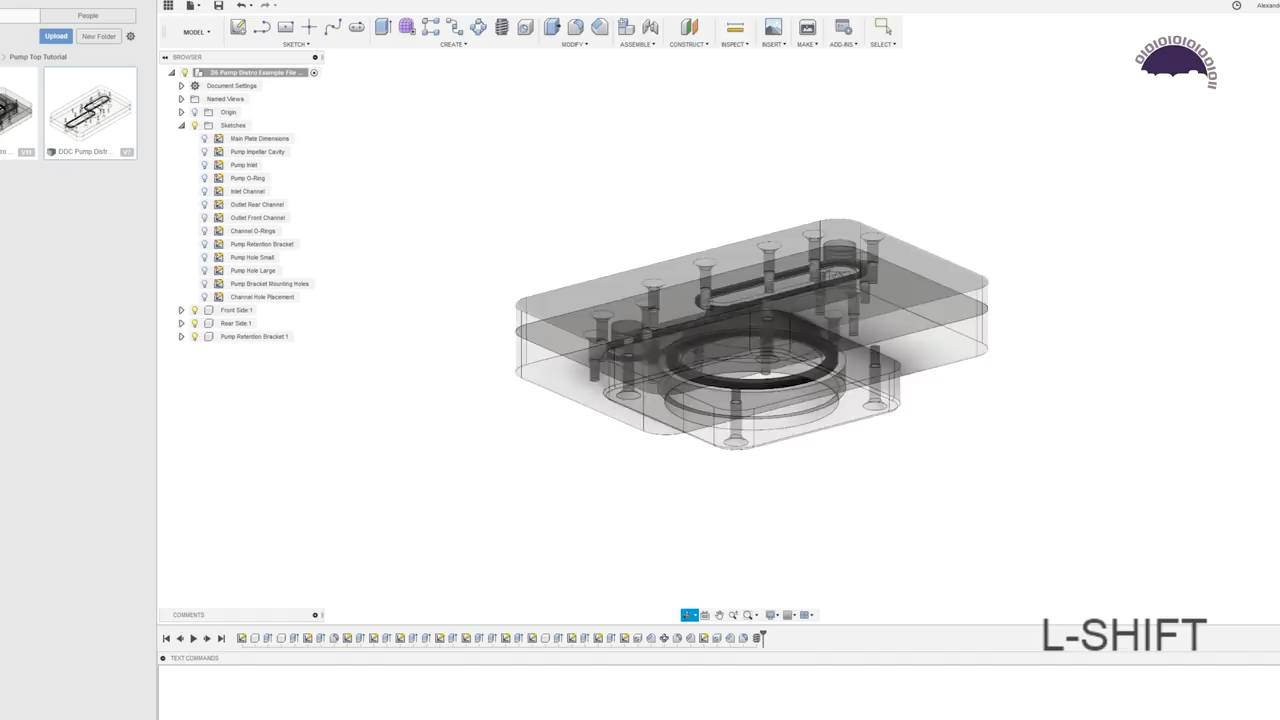 People
Upload
New Folder
Pump Top Tutorial
DDC Pump Distr...
V7
V11
MODEL
SKETCH
CREATE
MODIFY
ASSEMBLE
CONSTRUCT
INSPECT
INSERT
MAKE
ADD-INS
SELECT
BROWSER
Document Settings
Named Views
Origin
Sketches
Main Plate Dimensions
Pump Impellar Cavity
Pump Inlet
Pump O-Ring
Inlet Channel
Outlet Rear Channel
Outlet Front Channel
Channel O-Rings
Pump Retention Bracket
Pump Hole Small
Pump Hole Large
Pump Bracket Mounting Holes
Channel Hole Placement
Front Side:1
Rear Side:1
Pump Retention Bracket 1
COMMENTS
L-SHIFT
TEXT COMMANDS